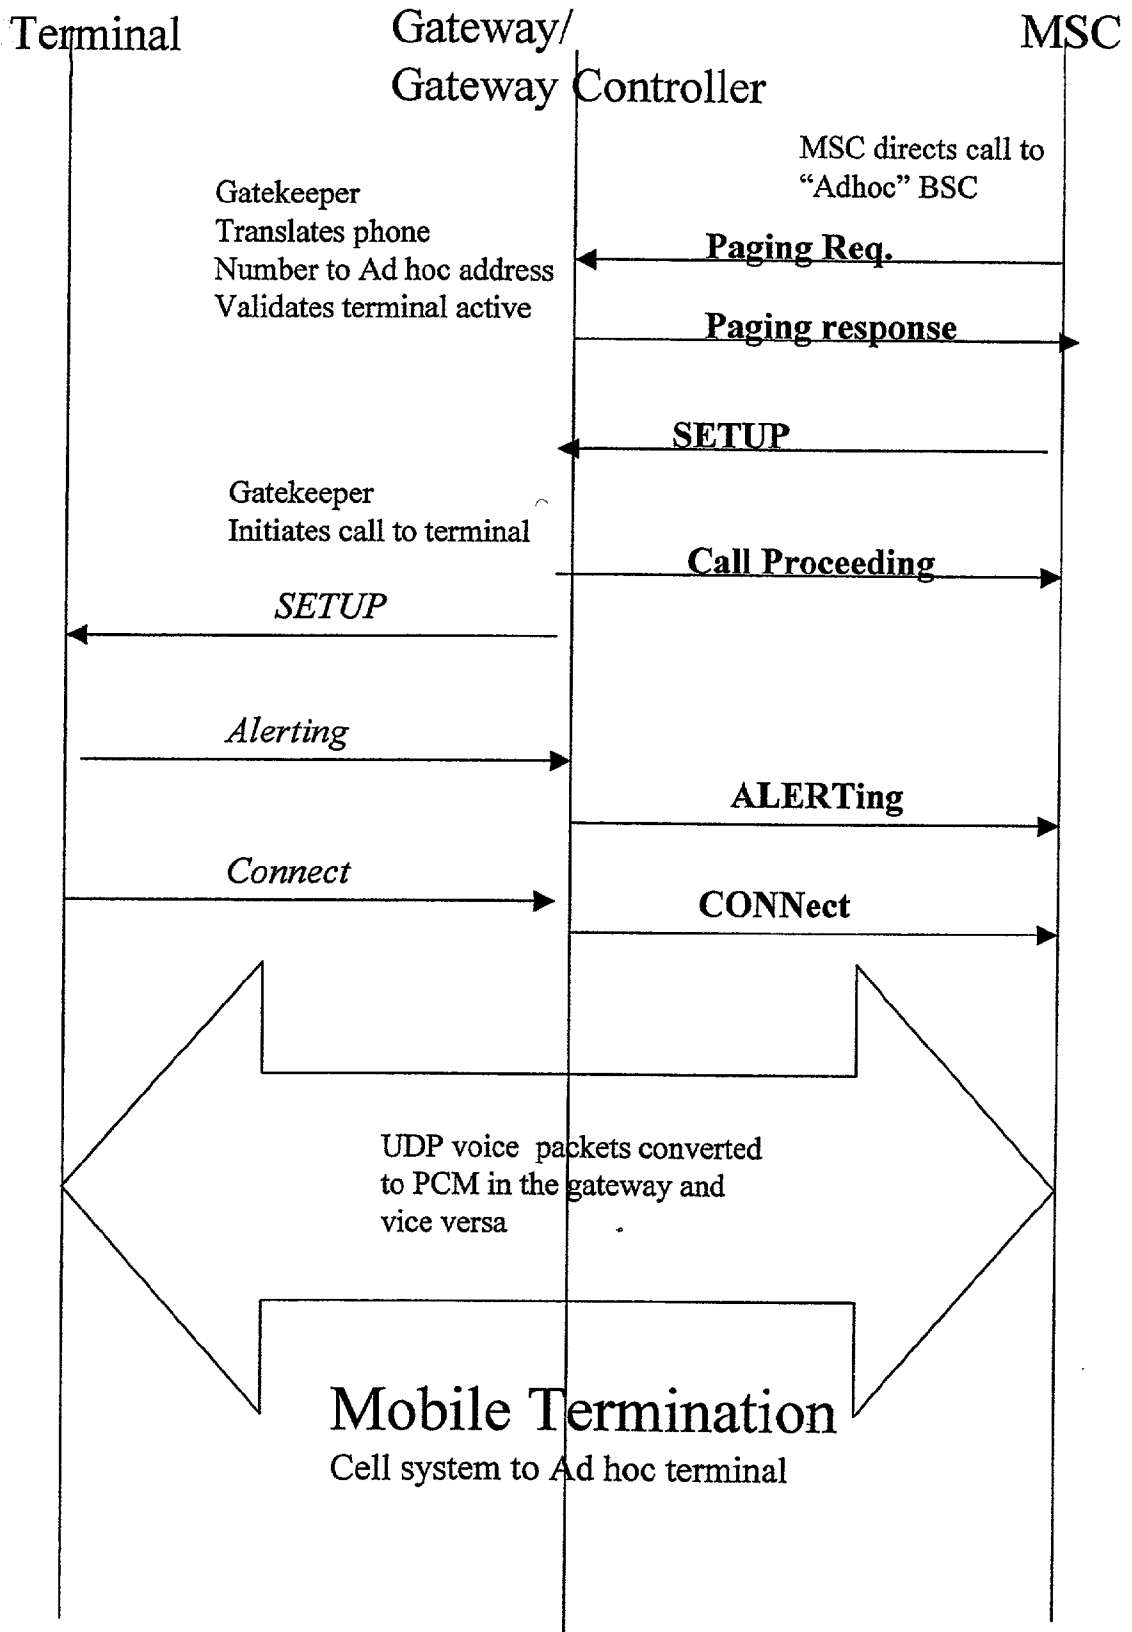 Terminal
Gateway/
Gateway Controller
MSC
MSC directs call to
“Adhoc” BSC
Gatekeeper
Translates phone
Number to Ad hoc address
Validates terminal active
Paging Req.
Paging response
SETUP
Gatekeeper
Initiates call to terminal
Call Proceeding
SETUP
Alerting
ALERTing
Connect
CONNect
UDP voice packets converted
to PCM in the gateway and
vice versa
Mobile Termination
Cell system to Ad hoc terminal